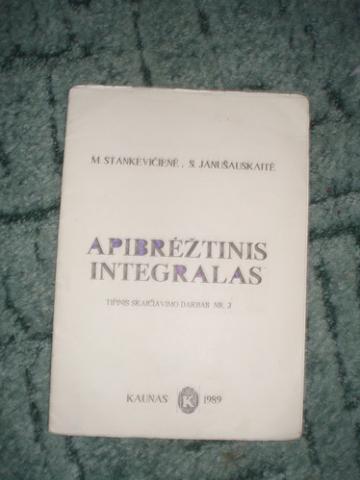 M. STANKEVIČIENĖ, S. JANUŠAUSKAITĖ
APIBRĖŽTINIS
INTEGRALAS
TIPINIS SKAIČIAVIMO DARBAS NR. 3
KAUNAS K 1989